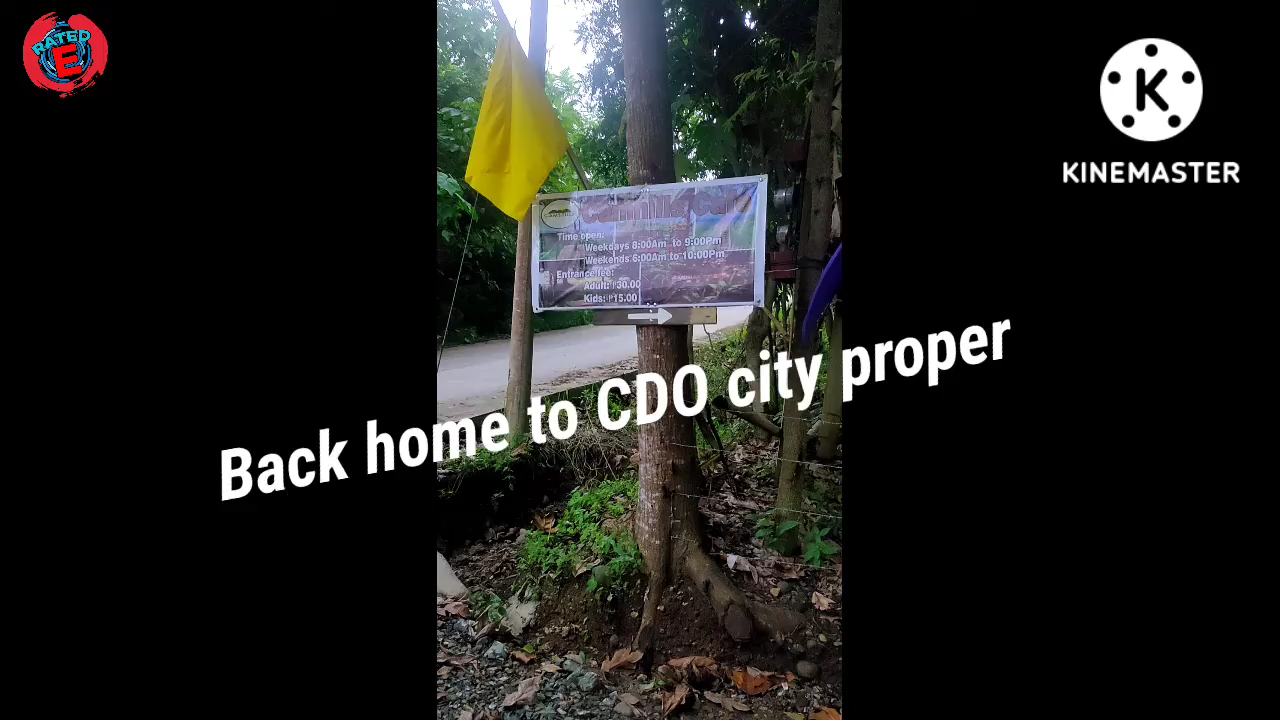 RATED
E
K
KINEMASTER
Time open:
Weekdays 8:00Am to 9:00Pm
Weekends 6:00Am to 10:00Pm
Entrance fee:
Adult: ₱30.00
Kids: ₱15.00
Back home to CDO city proper